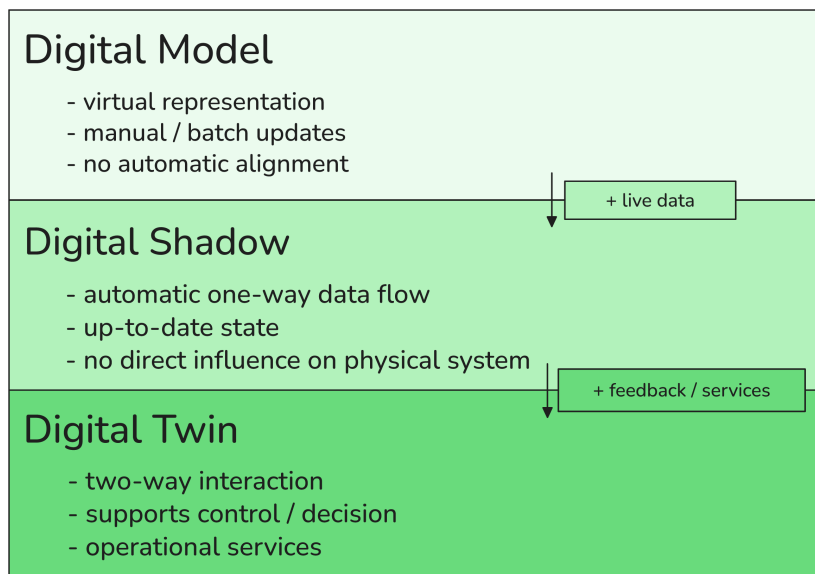 Digital Model
- virtual representation
- manual / batch updates
- no automatic alignment
+ live data
Digital Shadow
- automatic one-way data flow
- up-to-date state
- no direct influence on physical system
+ feedback / services
Digital Twin
- two-way interaction
- supports control / decision
- operational services